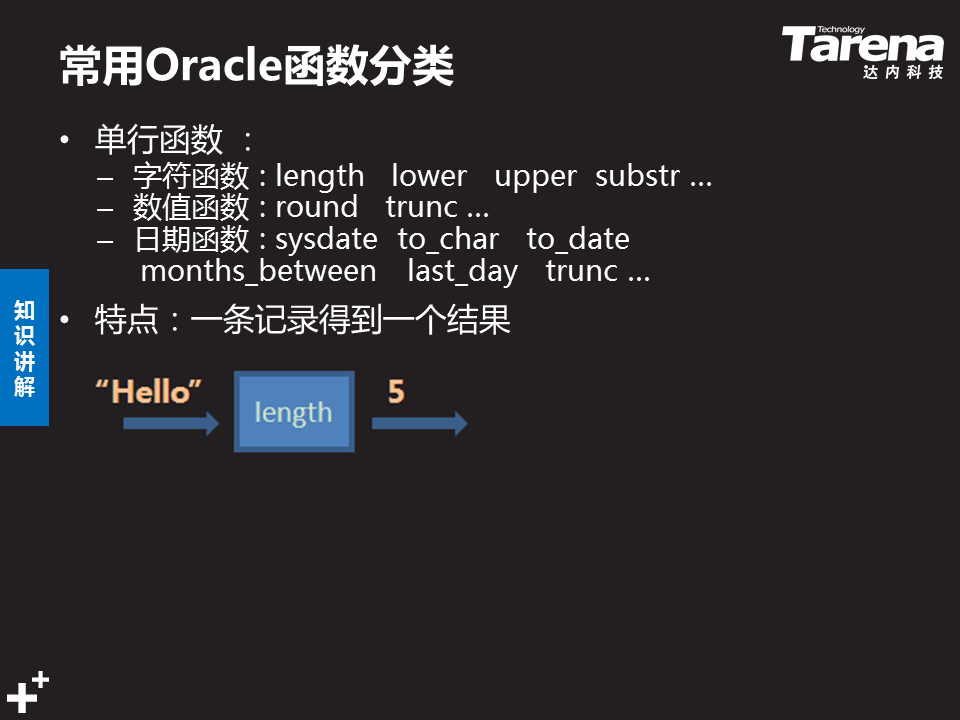 常用Oracle函数分类
Technology
Tarena
达内科技
• 单行函数 ：
– 字符函数 : length lower upper substr …
– 数值函数 : round trunc …
– 日期函数 : sysdate to_char to_date
months_between last_day trunc …
知识讲解
• 特点：一条记录得到一个结果
“Hello”
length
5